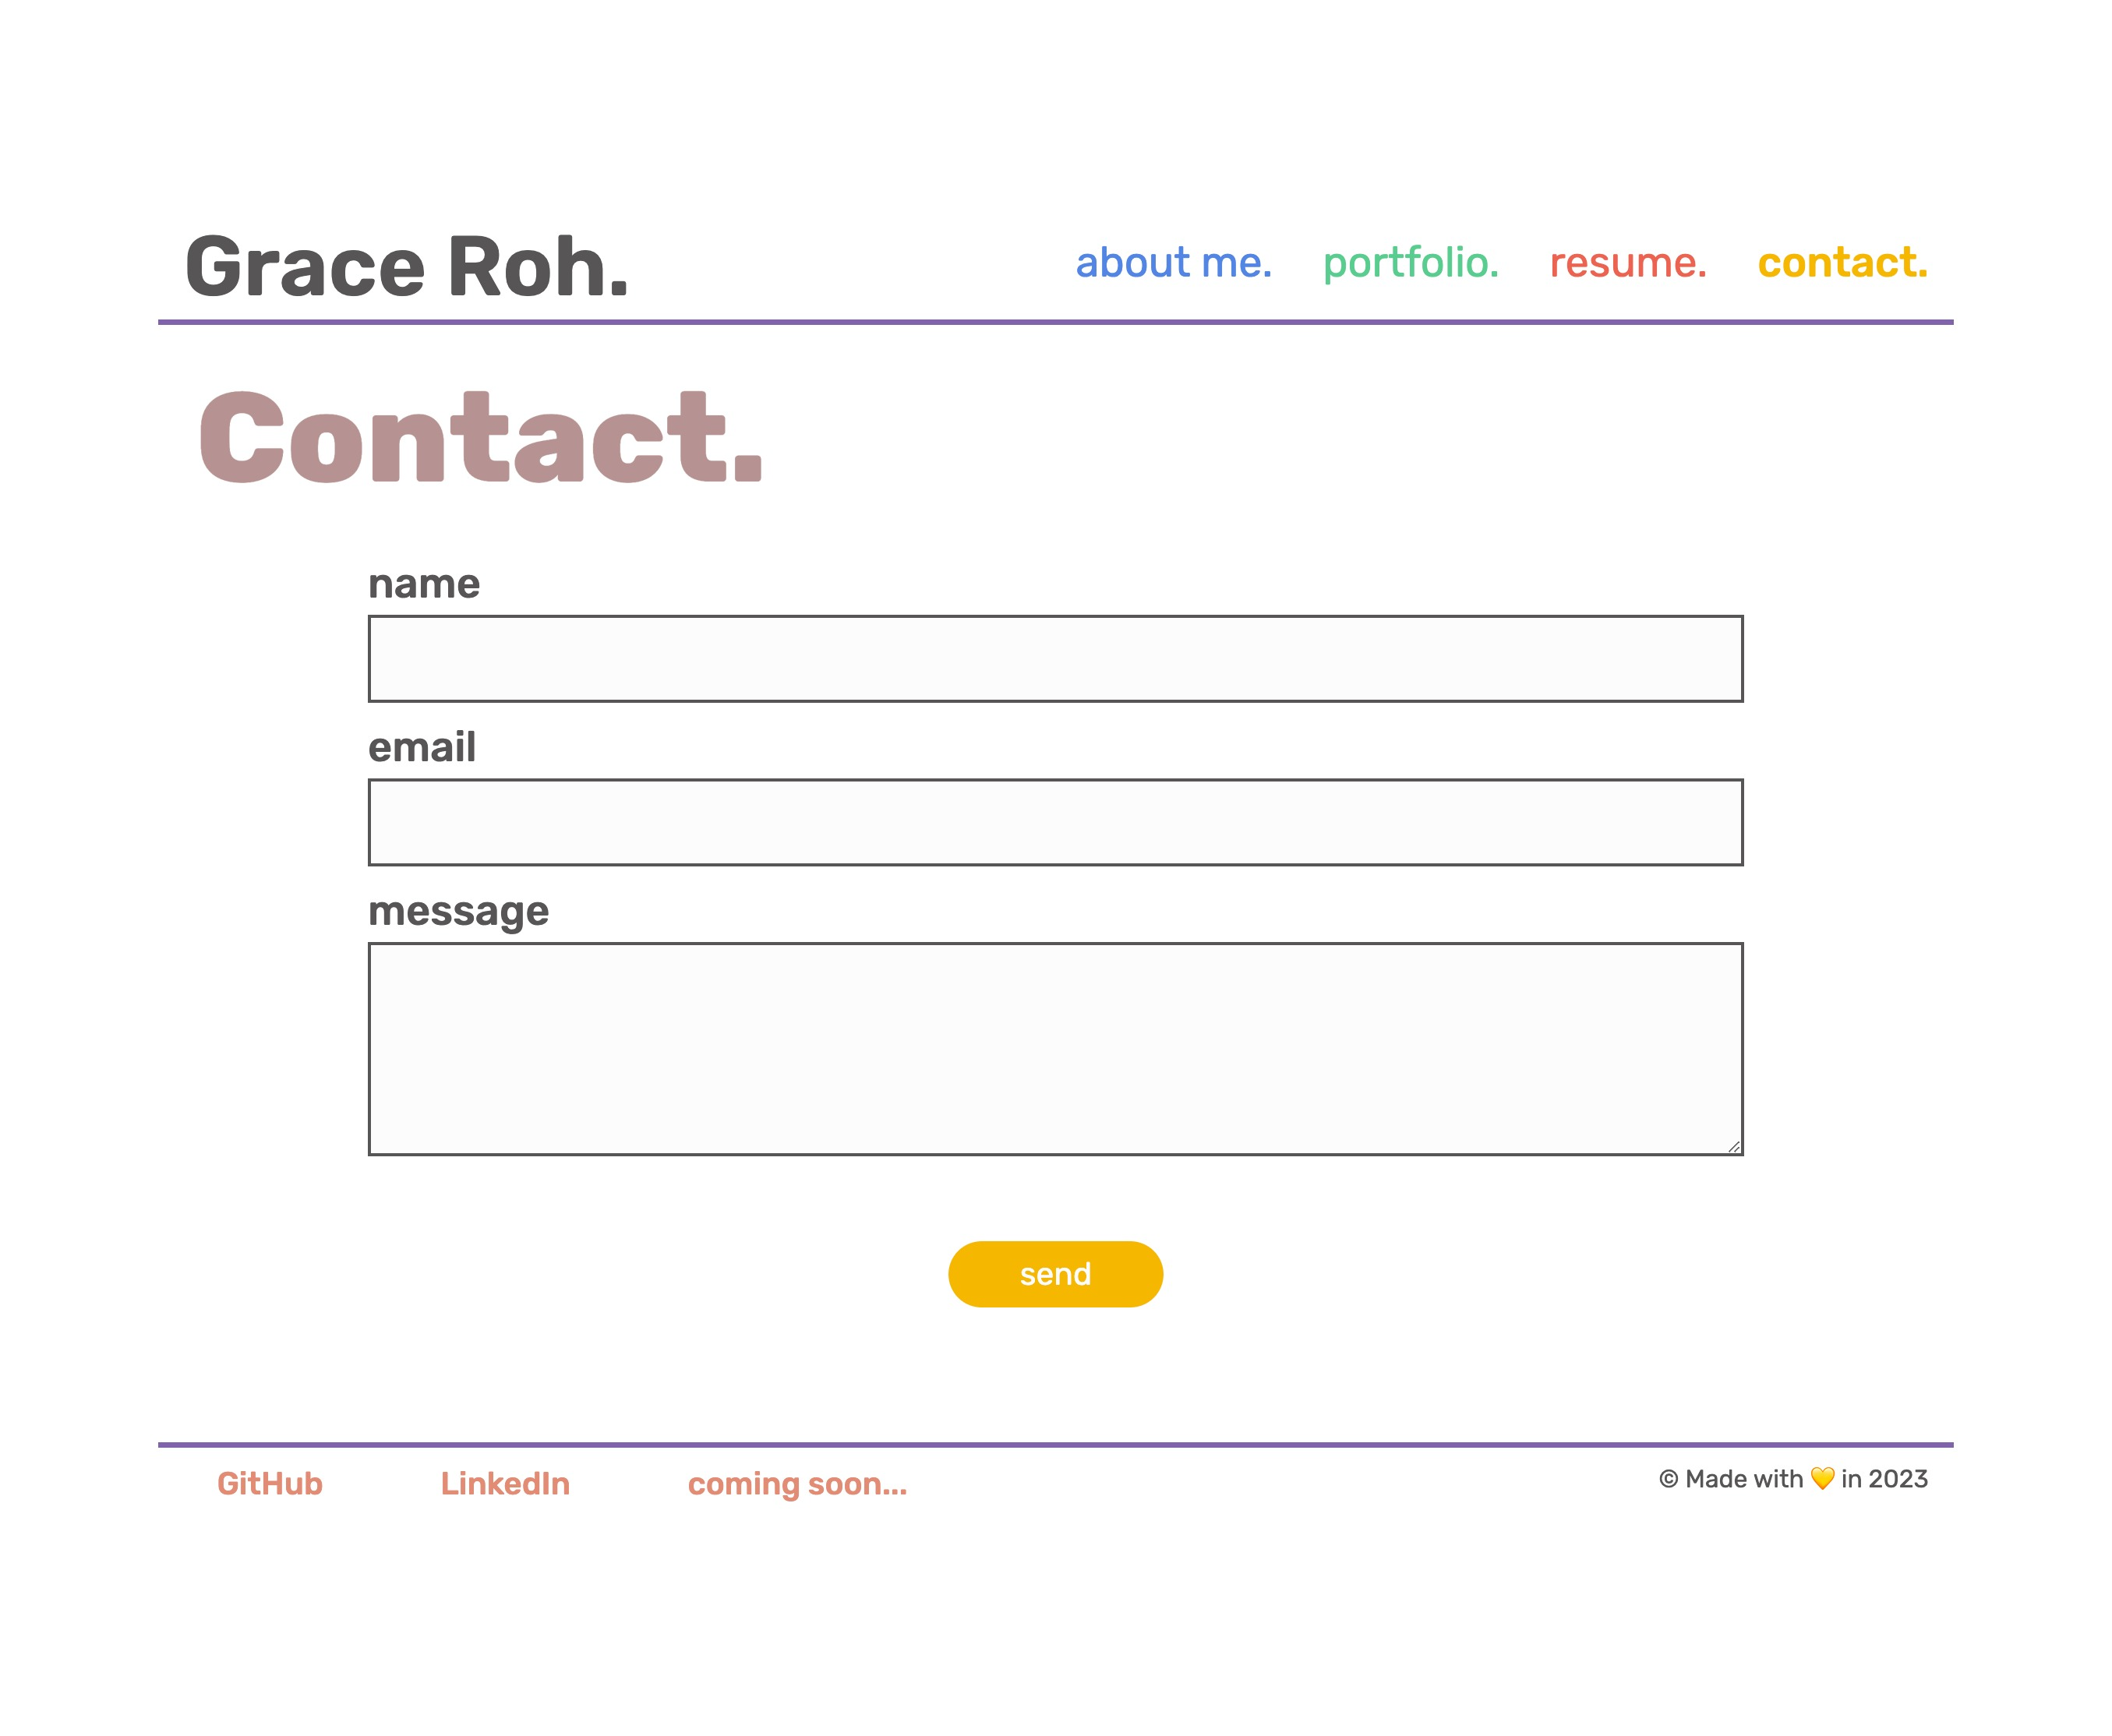 Grace Roh.
about me. portfolio. resume. contact.
Contact.
name
email
message
send
GitHub LinkedIn coming soon...
© Made with 💛 in 2023